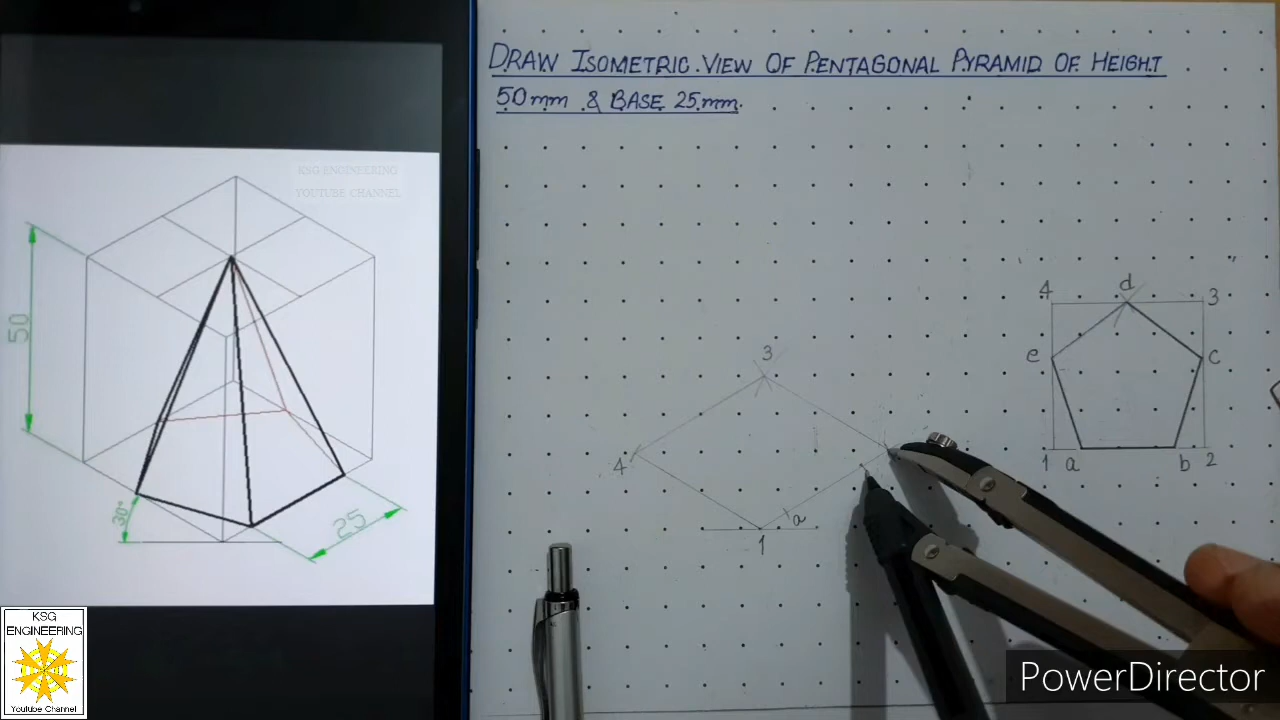 DRAW ISOMETRIC VIEW OF PENTAGONAL PYRAMID OF HEIGHT
50mm & BASE 25mm.
KSG ENGINEERING
YOUTUBE CHANNEL
50
30°
25
3
4
a
1
4
d
3
e
c
1
a
b
2
KSG
ENGINEERING
Youtube Channel
PowerDirector